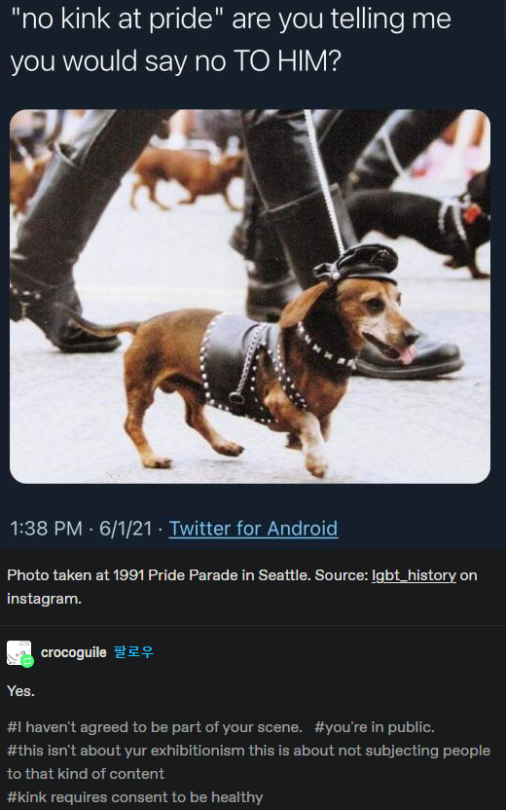 "no kink at pride" are you telling me
you would say no TO HIM?
1:38 PM · 6/1/21 · Twitter for Android
Photo taken at 1991 Pride Parade in Seattle. Source: lgbt_history on
instagram.
crocoguile 팔로우
Yes.
#I haven't agreed to be part of your scene. #you're in public.
#this isn't about yur exhibitionism this is about not subjecting people
to that kind of content
#kink requires consent to be healthy